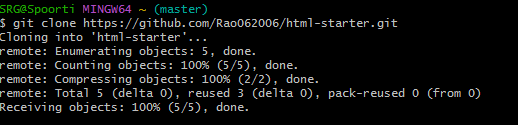 SRG@Spoorti MINGW64 ~ (master)
$ git clone https://github.com/Rao062006/html-starter.git
Cloning into 'html-starter'...
remote: Enumerating objects: 5, done.
remote: Counting objects: 100% (5/5), done.
remote: Compressing objects: 100% (2/2), done.
remote: Total 5 (delta 0), reused 3 (delta 0), pack-reused 0 (from 0)
Receiving objects: 100% (5/5), done.